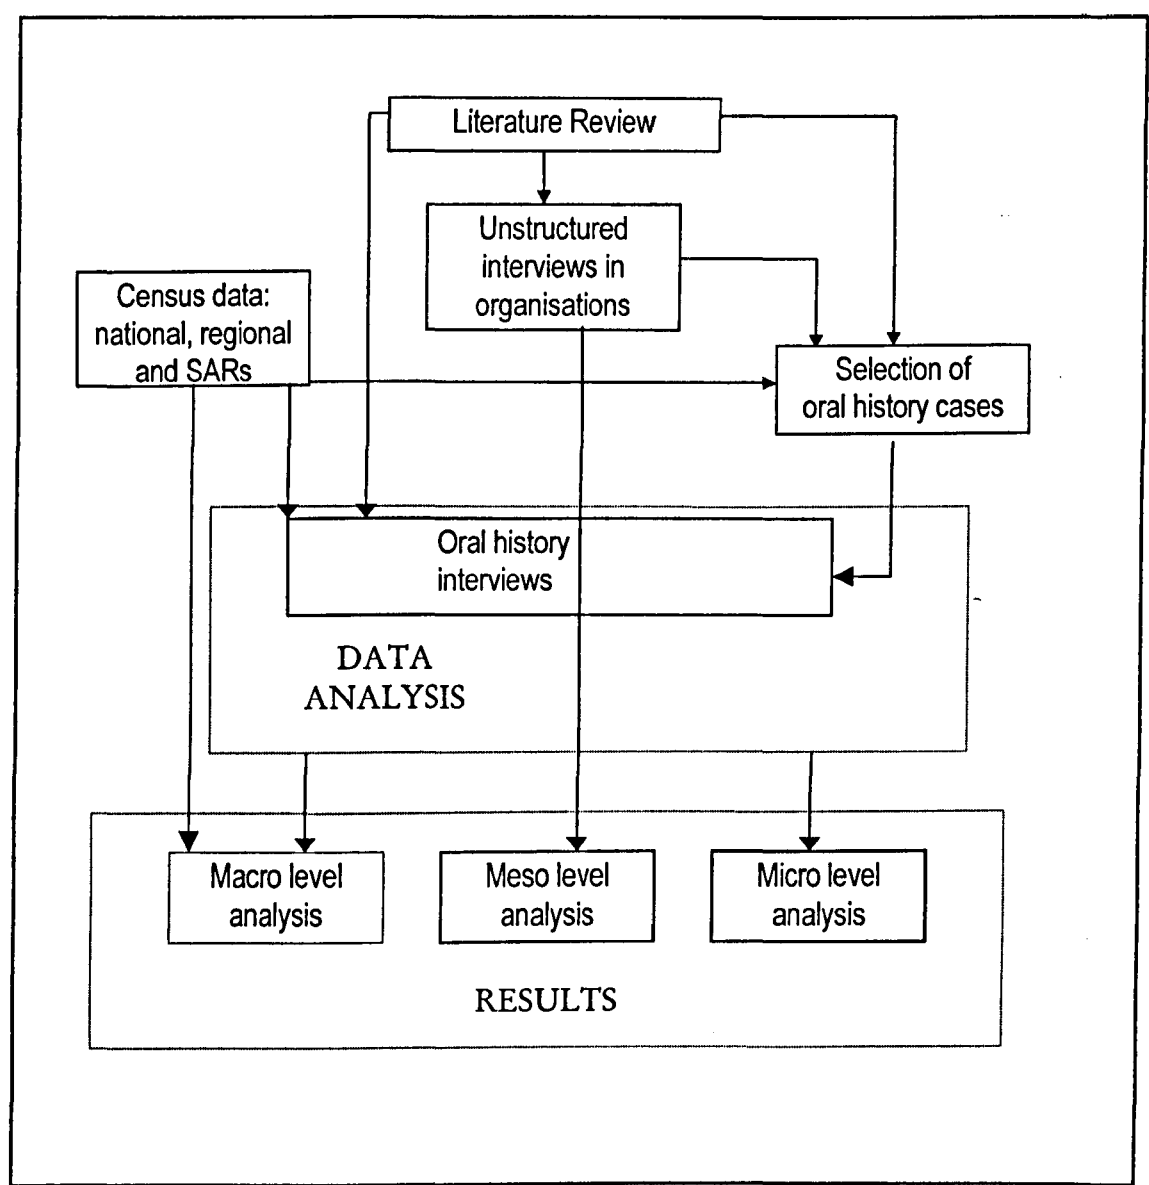 Literature Review
Unstructured
interviews in
organisations
Census data:
national, regional
and SARs
Selection of
oral history cases
Oral history
interviews
DATA
ANALYSIS
Macro level
analysis
Meso level
analysis
Micro level
analysis
RESULTS